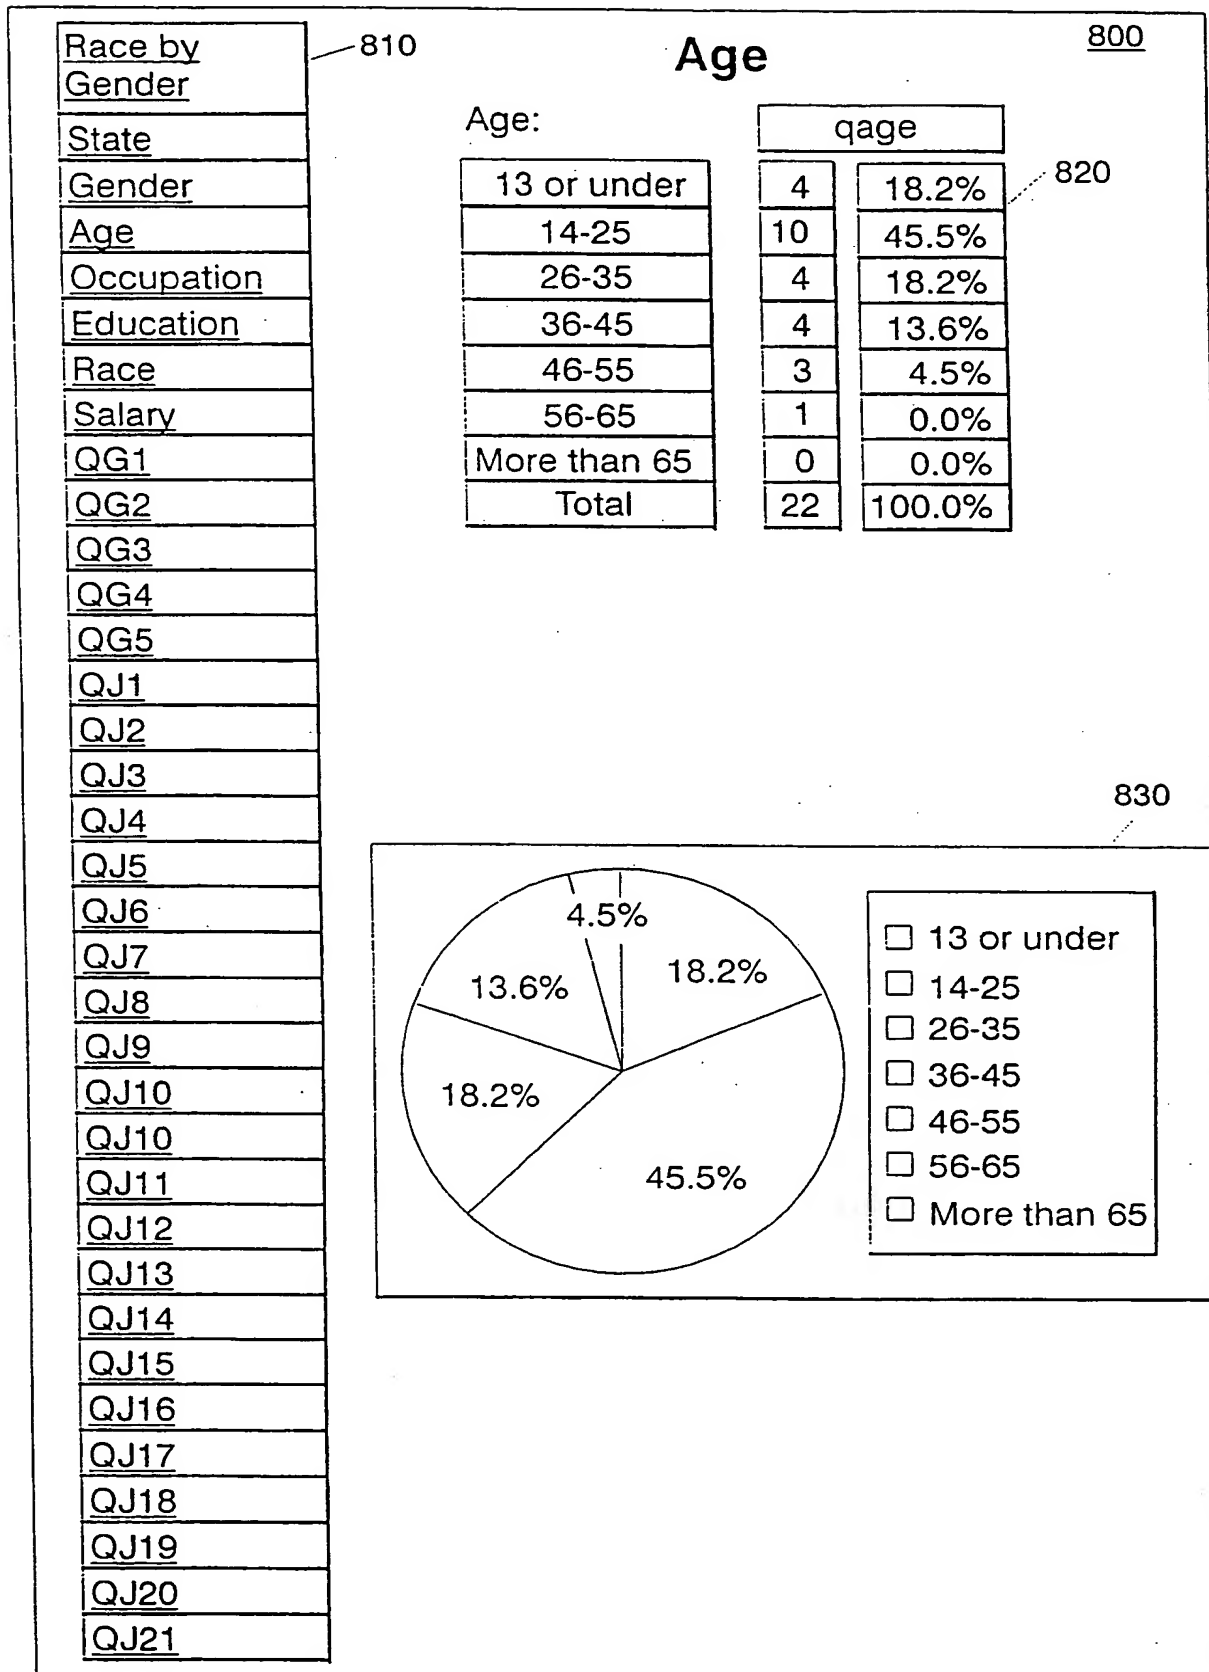 800
Race by
Gender
810
State
Gender
Age
Occupation
Education
Race
Salary
QG1
QG2
QG3
QG4
QG5
QJ1
QJ2
QJ3
QJ4
QJ5
QJ6
QJ7
QJ8
QJ9
QJ10
QJ10
QJ11
QJ12
QJ13
QJ14
QJ15
QJ16
QJ17
QJ18
QJ19
QJ20
QJ21
Age
Age: qage
820
13 or under 4 18.2%
14-25 10 45.5%
26-35 4 18.2%
36-45 4 13.6%
46-55 3 4.5%
56-65 1 0.0%
More than 65 0 0.0%
Total 22 100.0%
830
4.5%
18.2%
13.6%
18.2%
45.5%
13 or under
14-25
26-35
36-45
46-55
56-65
More than 65